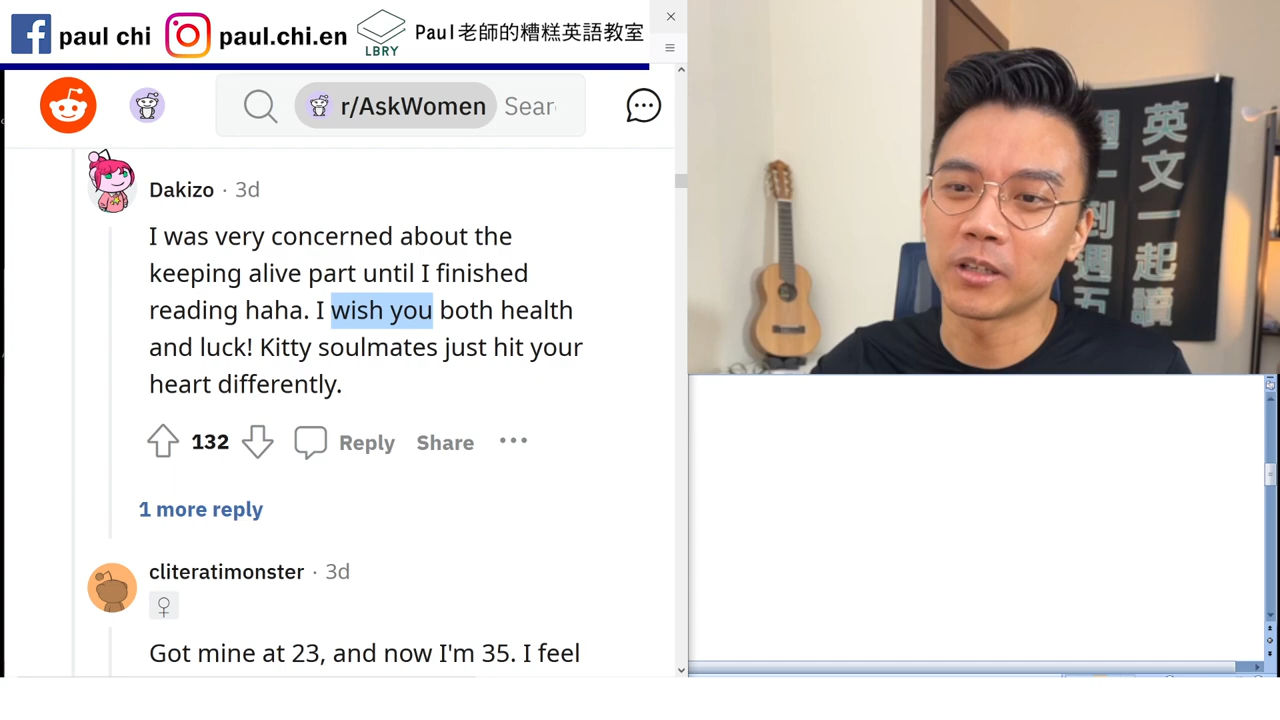 paul chi
paul.chi.en
LBRY
Paul老師的糟糕英語教室
r/AskWomen
Sear
Dakizo · 3d
I was very concerned about the
keeping alive part until I finished
reading haha. I wish you both health
and luck! Kitty soulmates just hit your
heart differently.
132
Reply
Share
1 more reply
cliteratimonster · 3d
Got mine at 23, and now I'm 35. I feel
英文一起讀
週一到週五